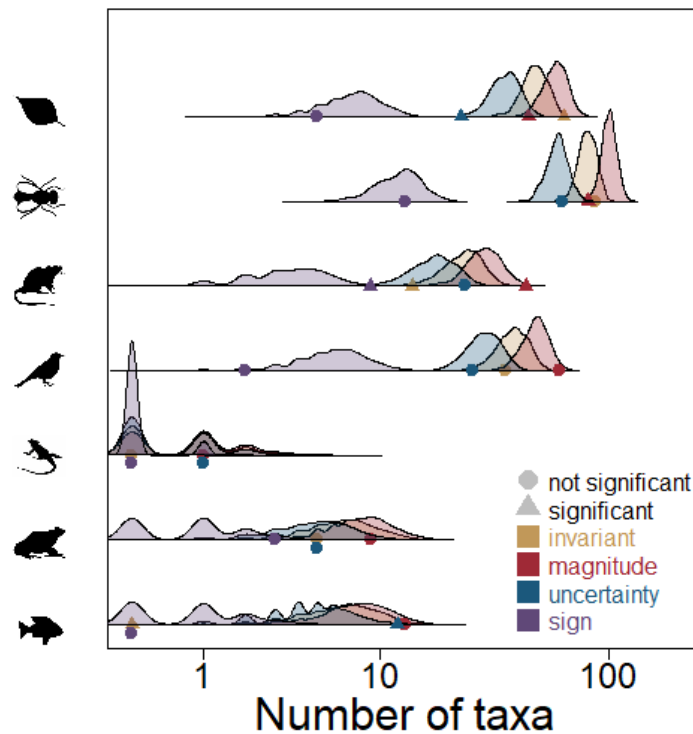 not significant
significant
invariant
magnitude
uncertainty
sign
1 10 100
Number of taxa